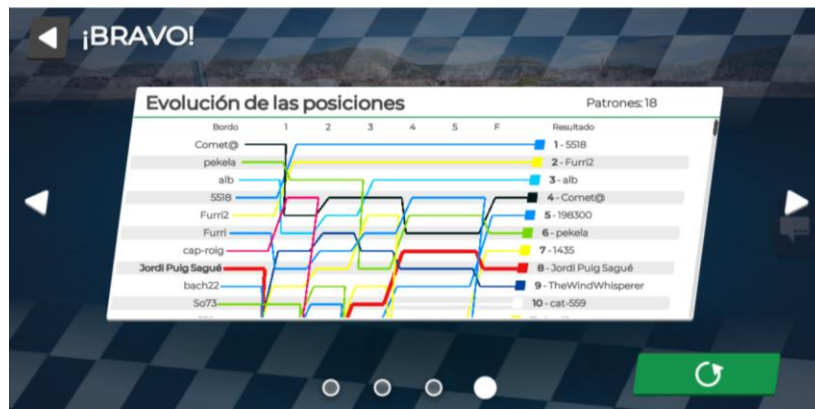 ¡BRAVO!
Evolución de las posiciones
Patrones: 18
Bordo 1 2 3 4 5 F Resultado
Comet@ 1 - 5518
pekela 2 - Furri2
alb 3 - alb
5518 4 - Comet@
Furri2 5 - 198300
Furri 6 - pekela
cap-roig 7 - 1435
Jordi Puig Sagué 8 - Jordi Puig Sagué
bach22 9 - TheWindWhisperer
So73 10 - cat-559